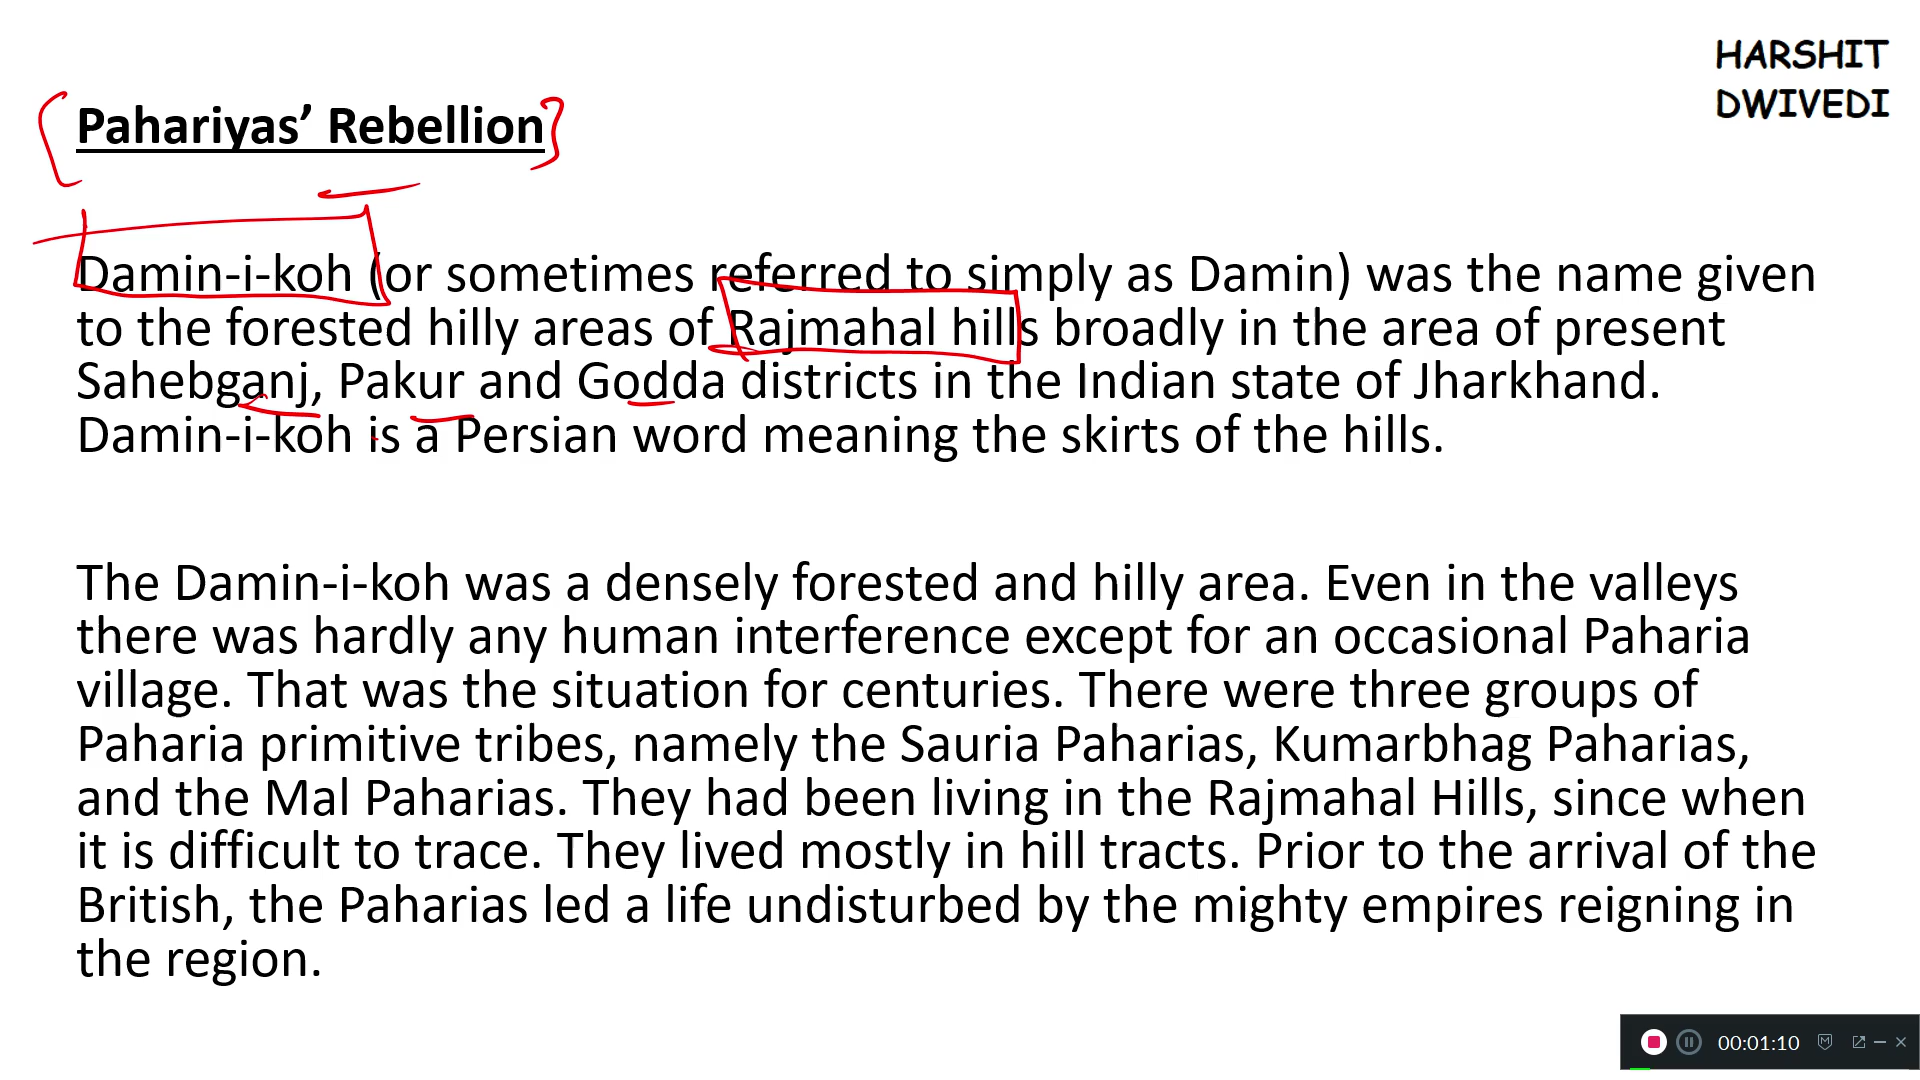 HARSHIT
DWIVEDI
Pahariyas’ Rebellion
Damin-i-koh (or sometimes referred to simply as Damin) was the name given
to the forested hilly areas of Rajmahal hills broadly in the area of present
Sahebganj, Pakur and Godda districts in the Indian state of Jharkhand.
Damin-i-koh is a Persian word meaning the skirts of the hills.
The Damin-i-koh was a densely forested and hilly area. Even in the valleys
there was hardly any human interference except for an occasional Paharia
village. That was the situation for centuries. There were three groups of
Paharia primitive tribes, namely the Sauria Paharias, Kumarbhag Paharias,
and the Mal Paharias. They had been living in the Rajmahal Hills, since when
it is difficult to trace. They lived mostly in hill tracts. Prior to the arrival of the
British, the Paharias led a life undisturbed by the mighty empires reigning in
the region.
00:01:10